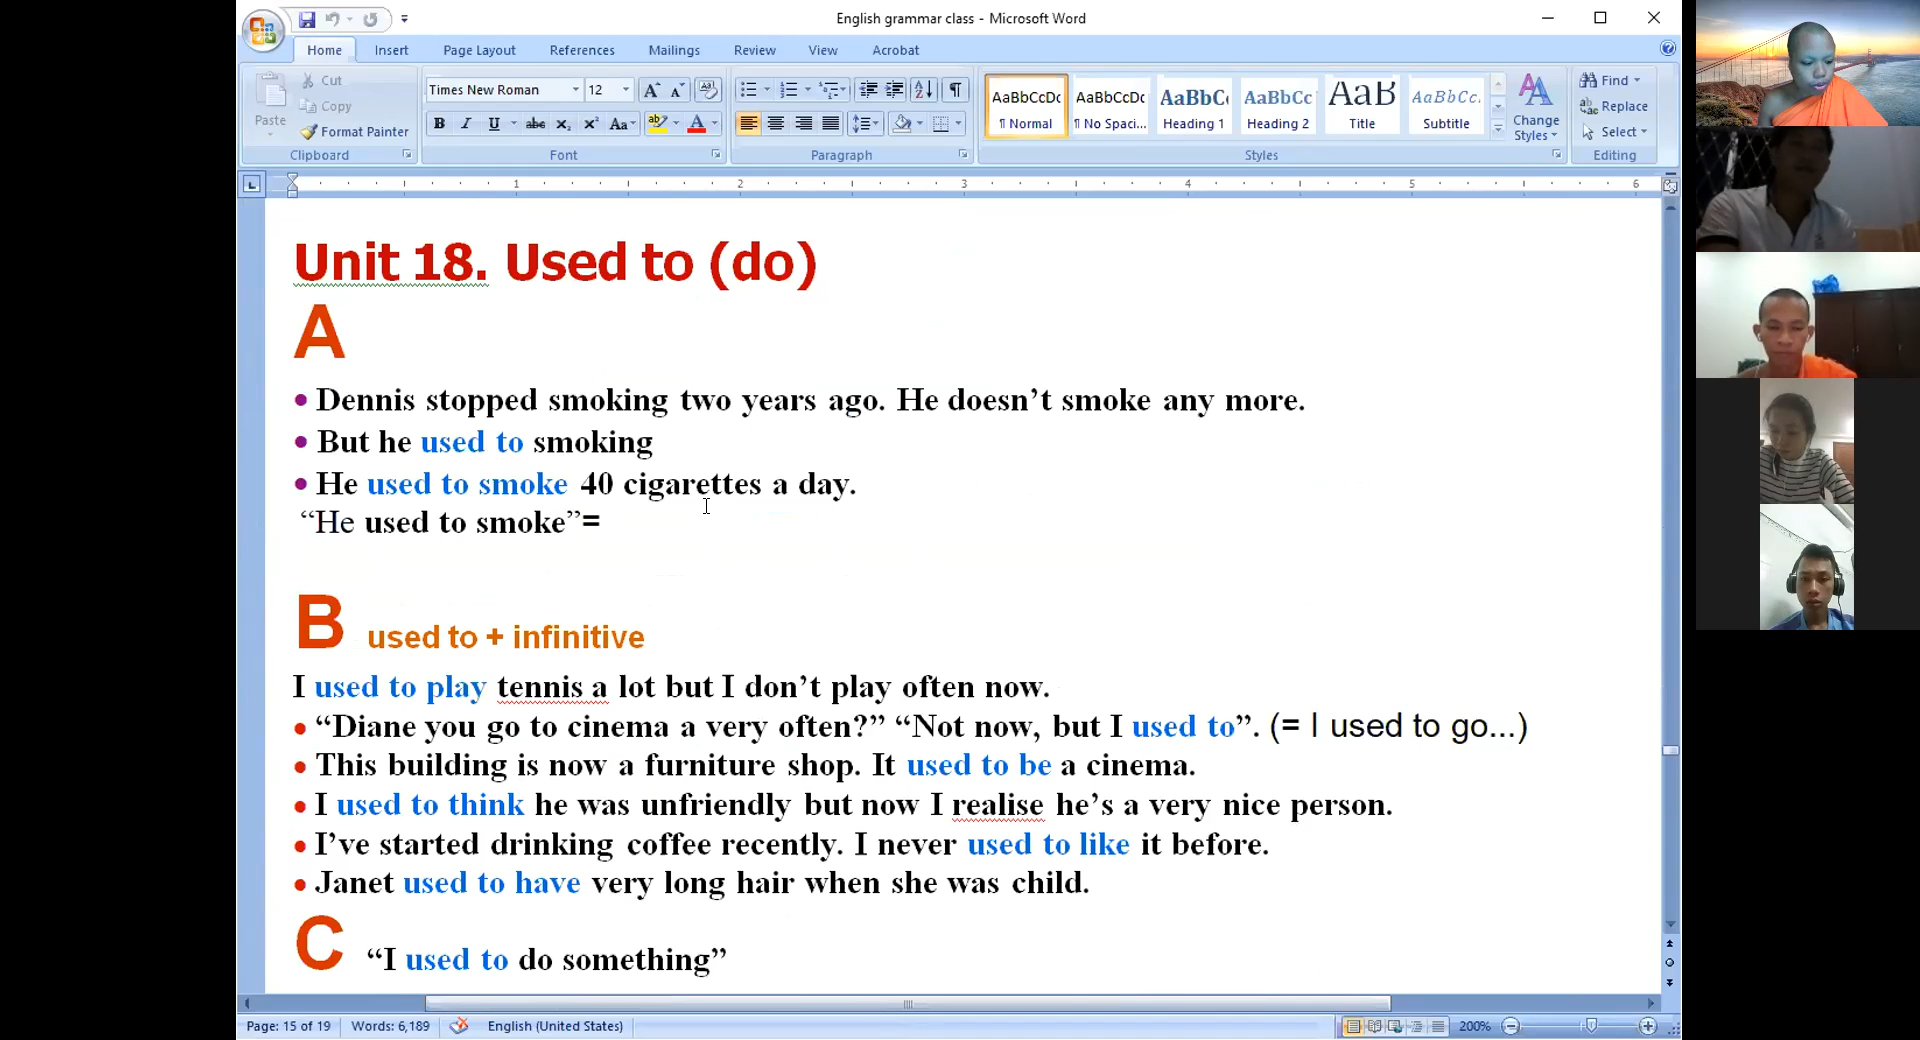 English grammar class - Microsoft Word
Home Insert Page Layout References Mailings Review View Acrobat
Paste
Cut
Copy
Format Painter
Clipboard
Times New Roman 12
Font
Paragraph
AaBbCcDc AaBbCcDc AaBbCc AaBbCc AaB AaBbCc.
¶ Normal ¶ No Spaci... Heading 1 Heading 2 Title Subtitle
Change Styles
Styles
Find
Replace
Select
Editing
1 2 3 4 5 6
Unit 18. Used to (do)
A
• Dennis stopped smoking two years ago. He doesn’t smoke any more.
• But he used to smoking
• He used to smoke 40 cigarettes a day.
“He used to smoke”=
B used to + infinitive
I used to play tennis a lot but I don’t play often now.
• “Diane you go to cinema a very often?” “Not now, but I used to”. (= I used to go...)
• This building is now a furniture shop. It used to be a cinema.
• I used to think he was unfriendly but now I realise he’s a very nice person.
• I’ve started drinking coffee recently. I never used to like it before.
• Janet used to have very long hair when she was child.
C “I used to do something”
Page: 15 of 19 Words: 6,189 English (United States) 200%